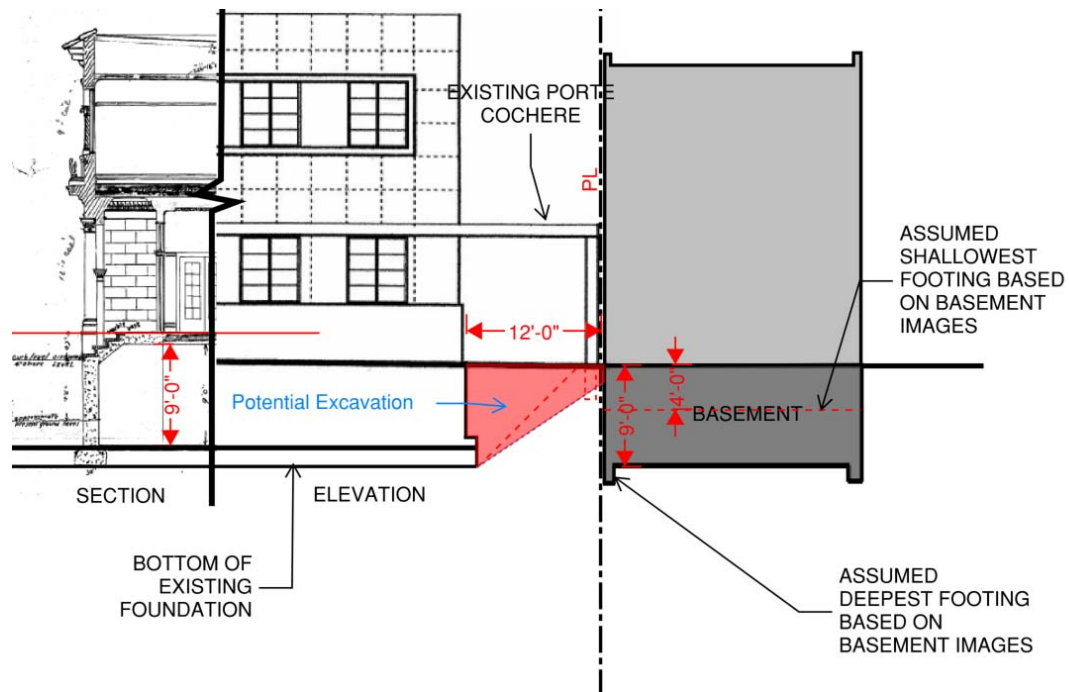 EXISTING PORTE
COCHERE
PL
ASSUMED
SHALLOWEST
FOOTING BASED
ON BASEMENT
IMAGES
12'-0"
9'-0"
Potential Excavation
9'-0"
4'-0"
BASEMENT
SECTION
ELEVATION
BOTTOM OF
EXISTING
FOUNDATION
ASSUMED
DEEPEST FOOTING
BASED ON
BASEMENT IMAGES